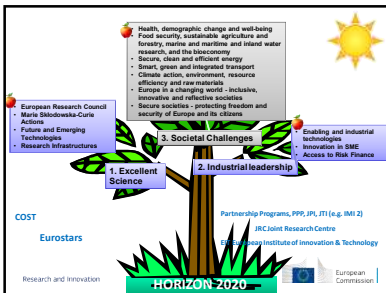 • Health, demographic change and well-being
• Food security, sustainable agriculture and
forestry, marine and maritime and inland water
research, and the bioeconomy
• Secure, clean and efficient energy
• Smart, green and integrated transport
• Climate action, environment, resource
efficiency and raw materials
• Europe in a changing world - inclusive,
innovative and reflective societies
• Secure societies - protecting freedom and
security of Europe and its citizens
• European Research Council
• Marie Skłodowska-Curie
Actions
• Future and Emerging
Technologies
• Research Infrastructures
• Enabling and industrial
technologies
• Innovation in SME
• Access to Risk Finance
3. Societal Challenges
1. Excellent
Science
2. Industrial leadership
COST
Eurostars
Partnership Programs, PPP, JPI, JTI (e.g. IMI 2)
JRC Joint Research Centre
European Institute of innovation & Technology
Research and Innovation
HORIZON 2020
European
Commission